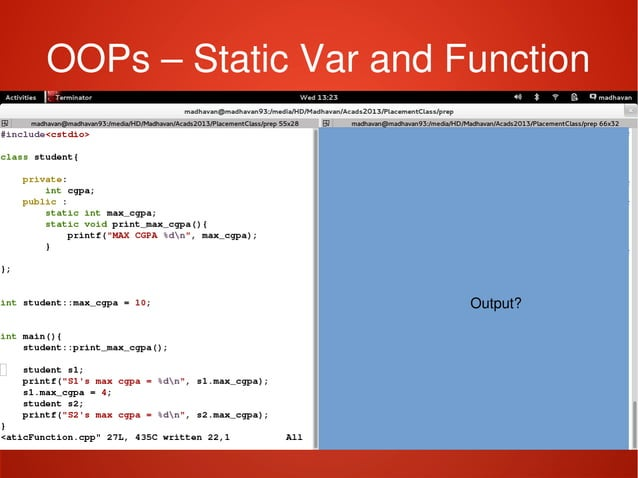 OOPs – Static Var and Function
Activities Terminator Wed 13:23 madhavan
madhavan@madhavan93:/media/HD/Madhavan/Acads2013/PlacementClass/prep
madhavan@madhavan93:/media/HD/Madhavan/Acads2013/PlacementClass/prep 55x28
madhavan@madhavan93:/media/HD/Madhavan/Acads2013/PlacementClass/prep 66x32
#include<cstdio>
class student{
private:
int cgpa;
public :
static int max_cgpa;
static void print_max_cgpa(){
printf("MAX CGPA %d\n", max_cgpa);
}
};
int student::max_cgpa = 10;
int main(){
student::print_max_cgpa();
student s1;
printf("S1's max cgpa = %d\n", s1.max_cgpa);
s1.max_cgpa = 4;
student s2;
printf("S2's max cgpa = %d\n", s2.max_cgpa);
}
<aticFunction.cpp" 27L, 435C written 22,1 All
Output?